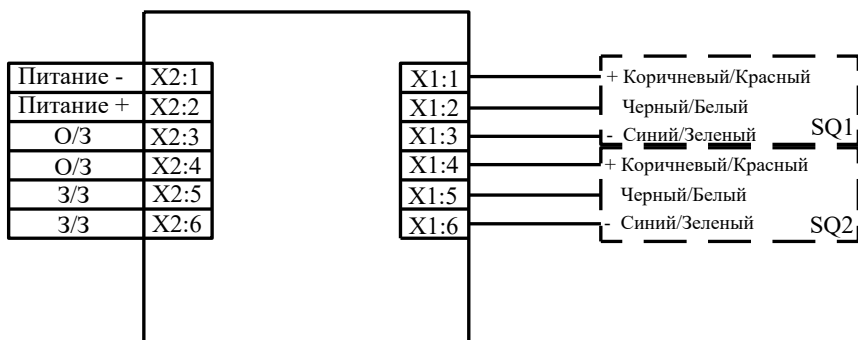 Питание - X2:1 X1:1 + Коричневый/Красный
Питание + X2:2 X1:2 Черный/Белый
О/З X2:3 X1:3 - Синий/Зеленый SQ1
О/З X2:4 X1:4 + Коричневый/Красный
З/З X2:5 X1:5 Черный/Белый
З/З X2:6 X1:6 - Синий/Зеленый SQ2